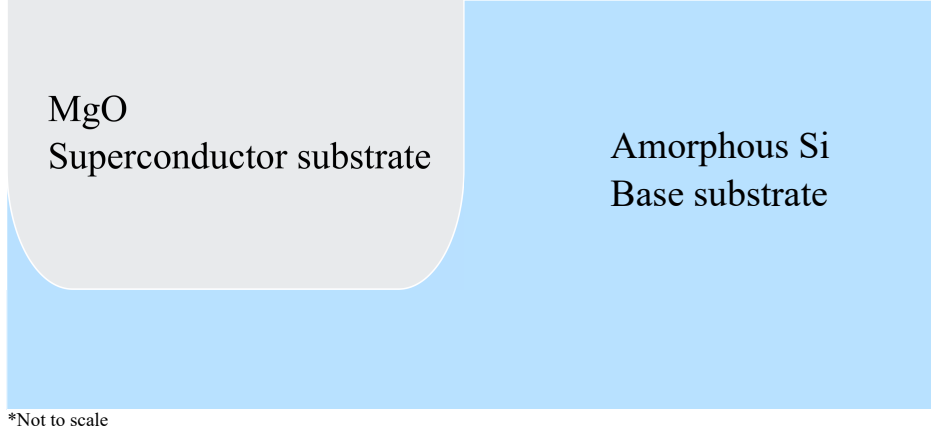 MgO
Superconductor substrate
Amorphous Si
Base substrate
*Not to scale